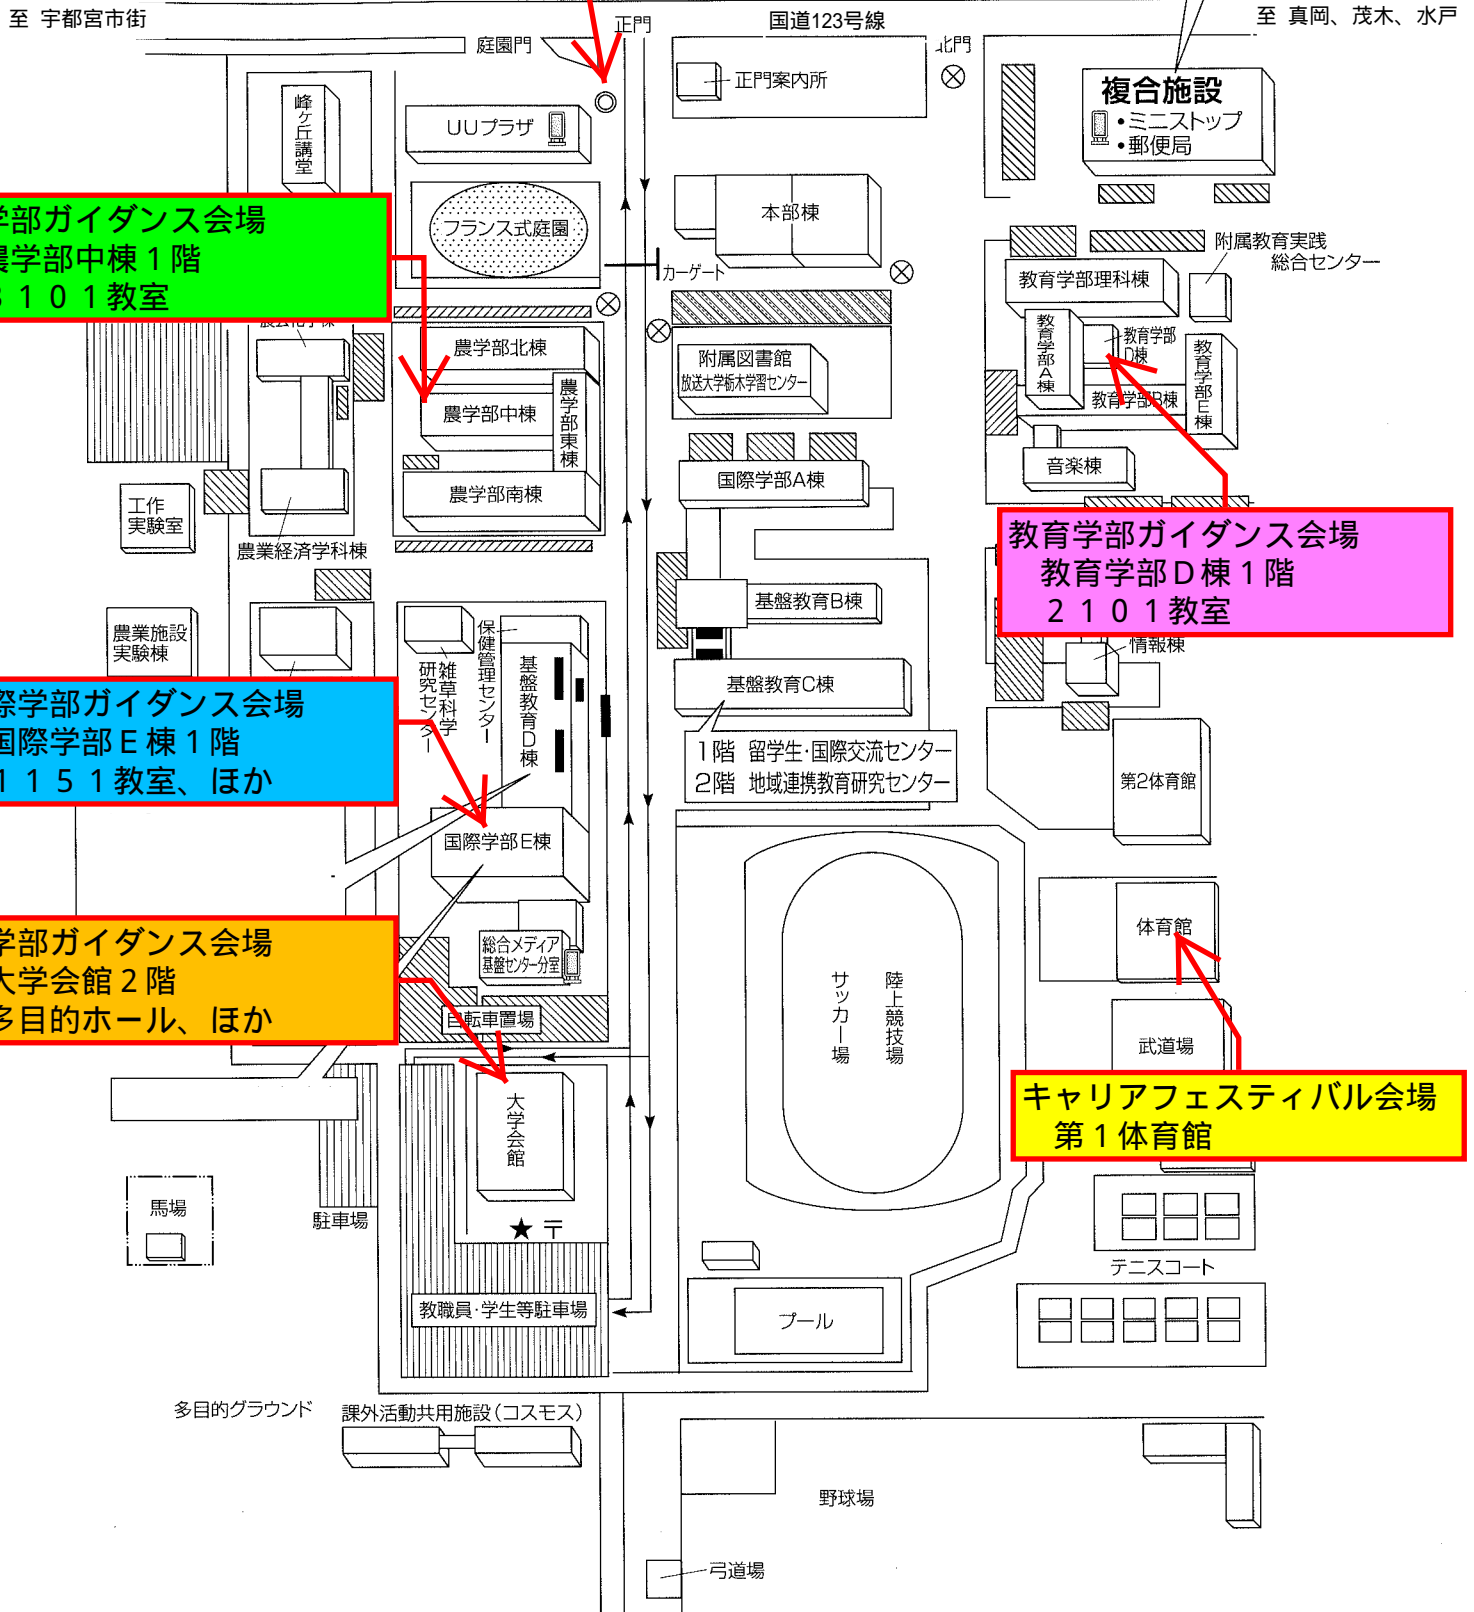 至 宇都宮市街
正門
国道123号線
至 真岡、茂木、水戸
庭園門
北門
峰ヶ丘講堂
UUプラザ
正門案内所
複合施設
・ミニストップ
・郵便局
学部ガイダンス会場
農学部中棟１階
３１０１教室
フランス式庭園
本部棟
カーゲート
附属教育実践
総合センター
教育学部理科棟
教育学部A棟
教育学部
D棟
教育学部B棟
教育学部E棟
音楽棟
農学部北棟
農学部中棟
農学部東棟
農学部南棟
附属図書館
放送大学栃木学習センター
国際学部A棟
工作
実験室
農業経済学科棟
教育学部ガイダンス会場
教育学部Ｄ棟１階
２１０１教室
基盤教育B棟
農業施設
実験棟
雑草科学
研究センター
保健管理センター
基盤教育D棟
情報棟
基盤教育C棟
1階 留学生・国際交流センター
2階 地域連携教育研究センター
際学部ガイダンス会場
国際学部Ｅ棟１階
１１５１教室、ほか
第2体育館
国際学部E棟
学部ガイダンス会場
大学会館２階
多目的ホール、ほか
総合メディア
基盤センター分室
自転車置場
サッカー場
陸上競技場
体育館
武道場
キャリアフェスティバル会場
第１体育館
大学会館
馬場
駐車場
★ 〒
テニスコート
教職員・学生等駐車場
プール
多目的グラウンド
課外活動共用施設（コスモス）
野球場
弓道場